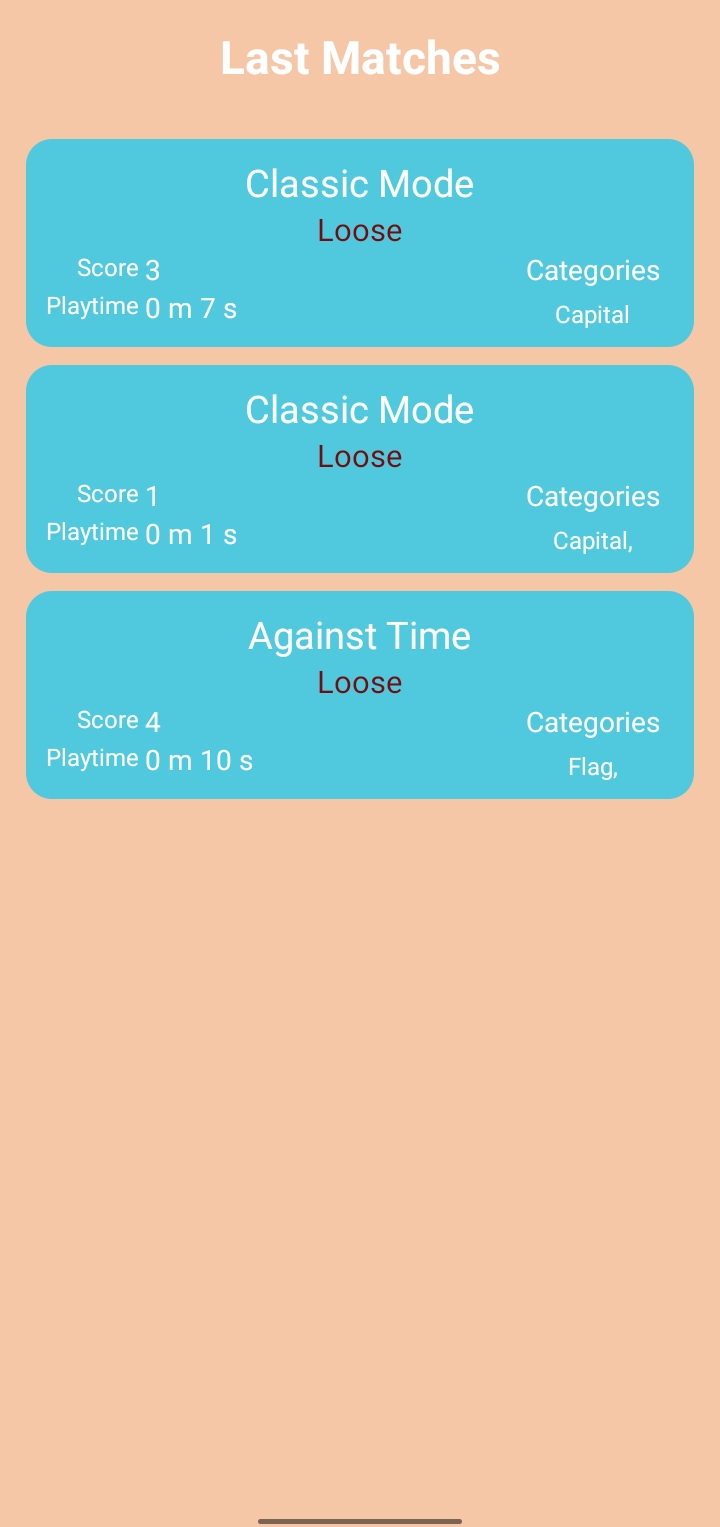 Last Matches
Classic Mode
Loose
Score 3
Playtime 0 m 7 s
Categories
Capital
Classic Mode
Loose
Score 1
Playtime 0 m 1 s
Categories
Capital,
Against Time
Loose
Score 4
Playtime 0 m 10 s
Categories
Flag,